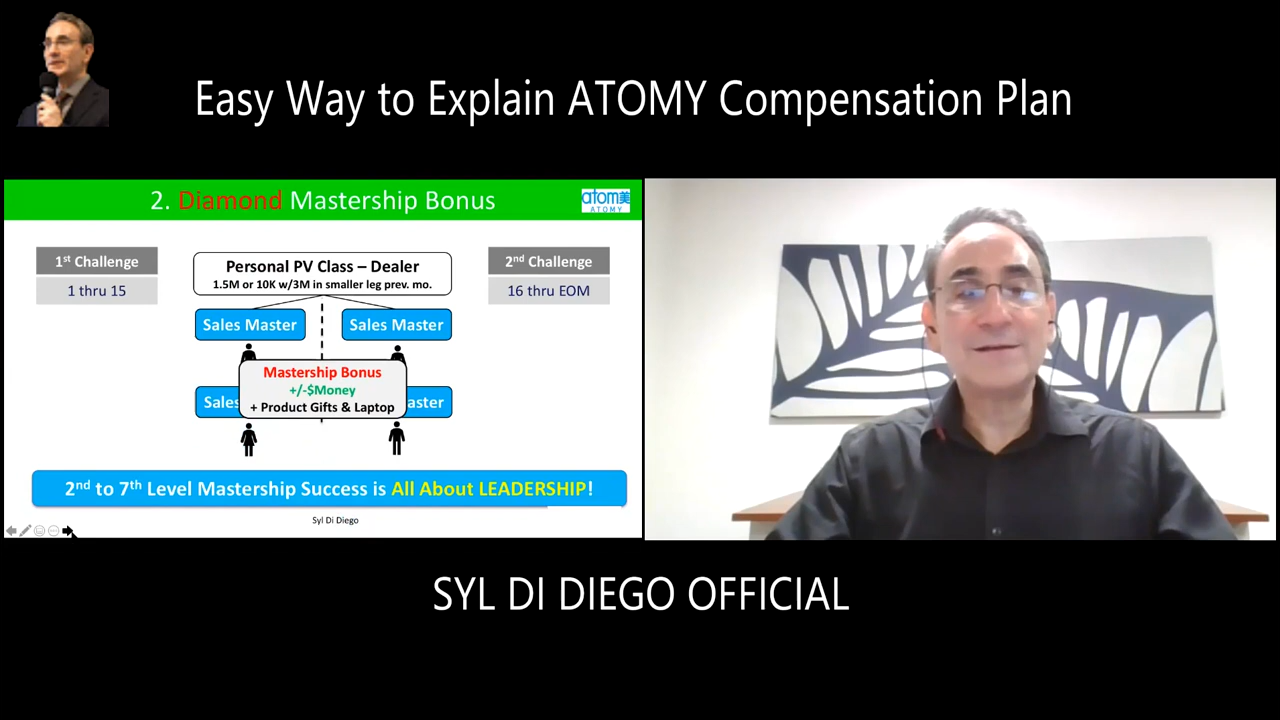 Easy Way to Explain ATOMY Compensation Plan
2. Diamond Mastership Bonus
atom美
ATOMY
1st Challenge
1 thru 15
Personal PV Class – Dealer
1.5M or 10K w/3M in smaller leg prev. mo.
2nd Challenge
16 thru EOM
Sales Master
Sales Master
Mastership Bonus
+/-$Money
+ Product Gifts & Laptop
Sales
aster
2nd to 7th Level Mastership Success is All About LEADERSHIP!
Syl Di Diego
SYL DI DIEGO OFFICIAL